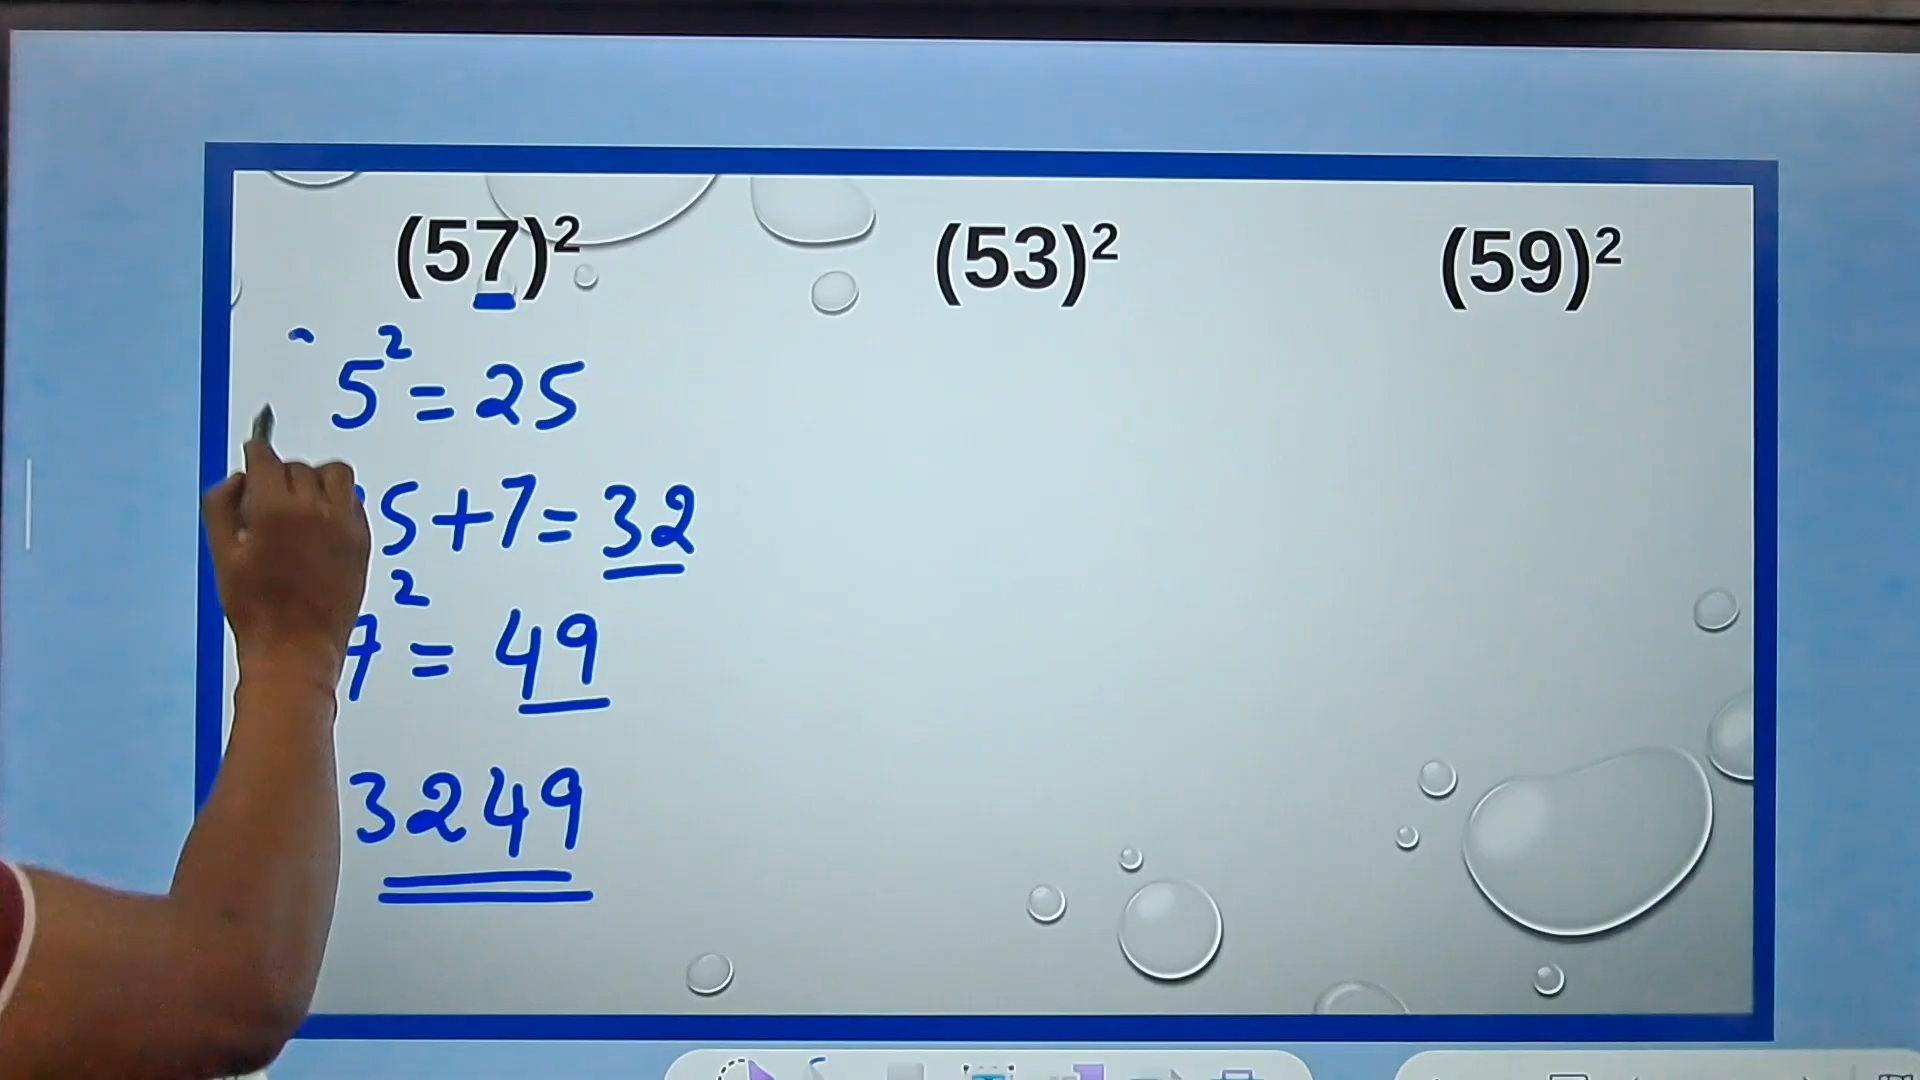 (57)² (53)² (59)²
5² = 25
5+7=32
7² = 49
3249